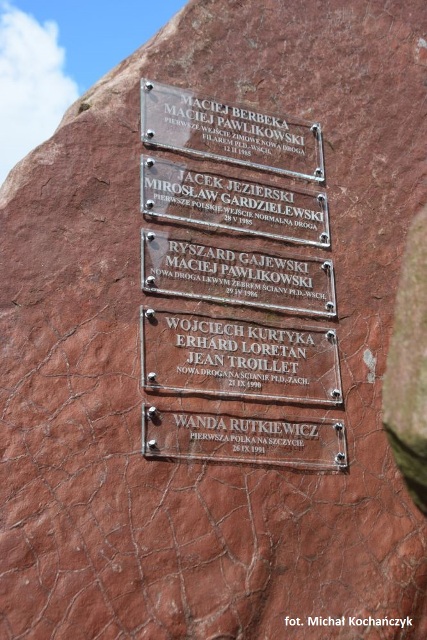 MACIEJ BERBEKA
MACIEJ PAWLIKOWSKI
PIERWSZE WEJŚCIE ZIMOWE NOWĄ DROGĄ
FILAREM PŁD.-WSCH.
12 II 1985
JACEK JEZIERSKI
MIROSŁAW GARDZIELEWSKI
PIERWSZE POLSKIE WEJŚCIE NORMALNĄ DROGĄ
28 V 1985
RYSZARD GAJEWSKI
MACIEJ PAWLIKOWSKI
NOWA DROGA LEWYM ŻEBREM ŚCIANY PŁD.-WSCH.
29 IV 1986
WOJCIECH KURTYKA
ERHARD LORETAN
JEAN TROILLET
NOWA DROGA NA ŚCIANIE PŁD.-ZACH.
21 IX 1990
WANDA RUTKIEWICZ
PIERWSZA POLKA NA SZCZYCIE
26 IX 1991
fot. Michał Kochańczyk